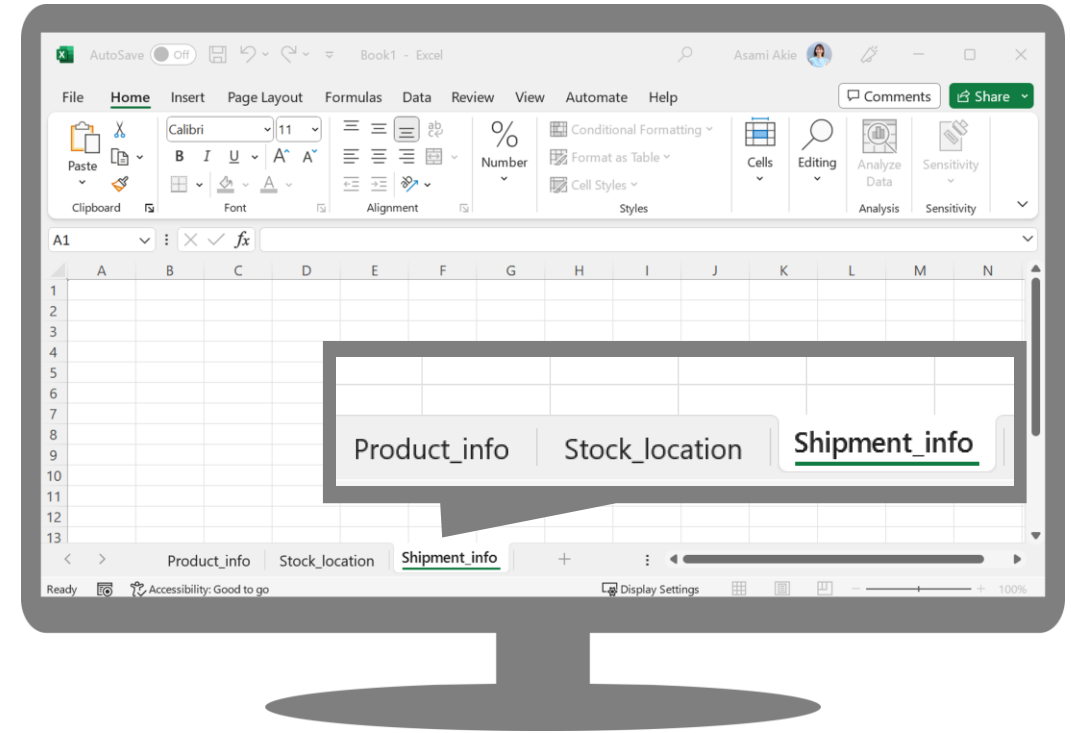 AutoSave Off Book1 - Excel Asami Akie
File Home Insert Page Layout Formulas Data Review View Automate Help Comments Share
Calibri 11
Paste
B I U A A
A
ab
Number
Conditional Formatting
Format as Table
Cell Styles
Cells
Editing
Analyze
Data
Sensitivity
Clipboard Font Alignment Styles Analysis Sensitivity
A1 fx
A B C D E F G H I J K L M N
1
2
3
4
5
6
7
8
9
10
11
12
13
Product_info Stock_location Shipment_info
Product_info Stock_location Shipment_info
Ready Accessibility: Good to go Display Settings 100%